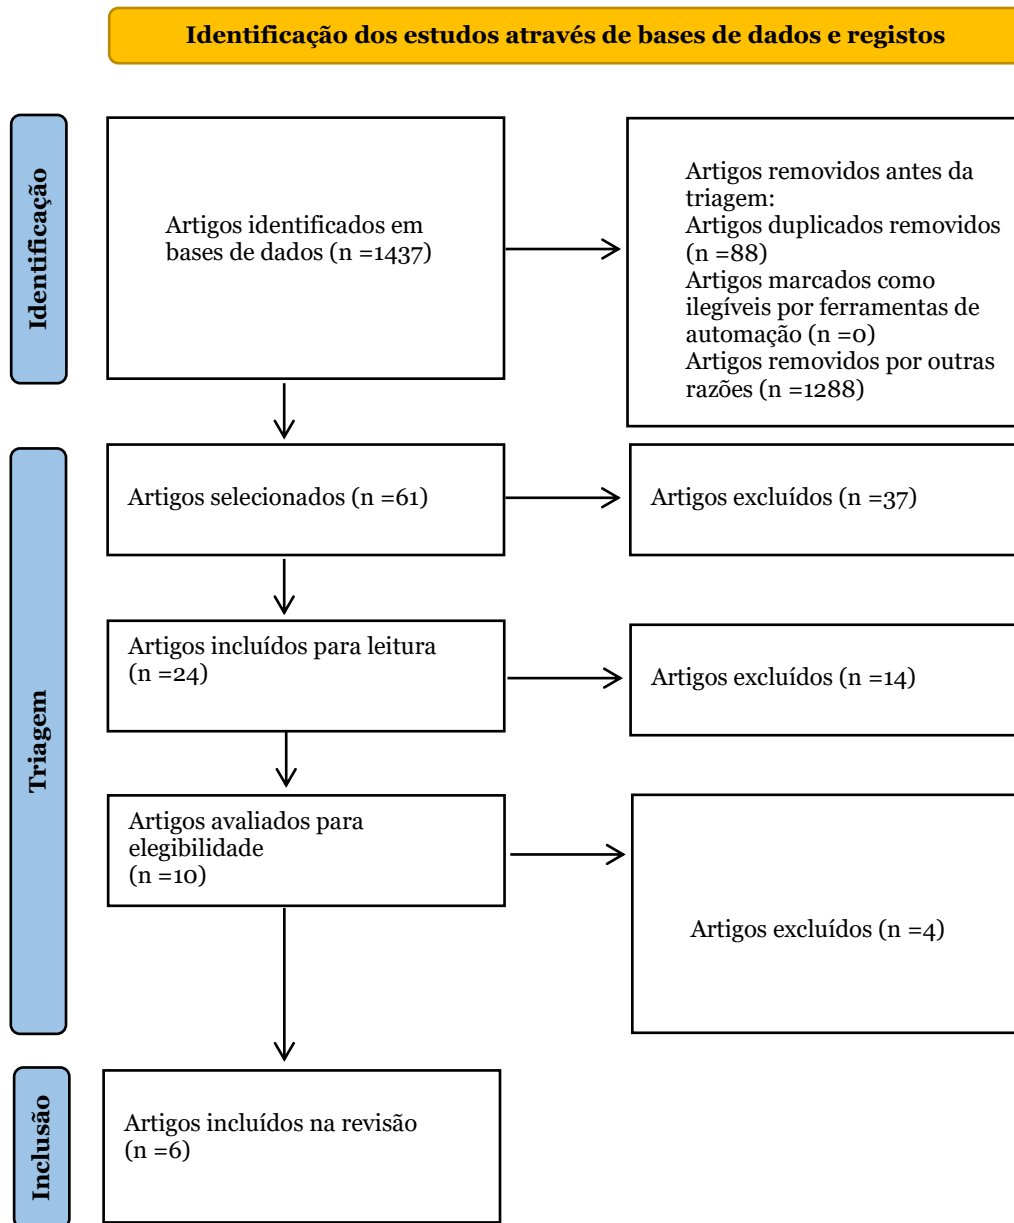 Identificação dos estudos através de bases de dados e registos
Identificação
Artigos identificados em
bases de dados (n =1437)
Artigos removidos antes da
triagem:
Artigos duplicados removidos
(n =88)
Artigos marcados como
ilegíveis por ferramentas de
automação (n =0)
Artigos removidos por outras
razões (n =1288)
Triagem
Artigos selecionados (n =61)
Artigos excluídos (n =37)
Artigos incluídos para leitura
(n =24)
Artigos excluídos (n =14)
Artigos avaliados para
elegibilidade
(n =10)
Artigos excluídos (n =4)
Inclusão
Artigos incluídos na revisão
(n =6)